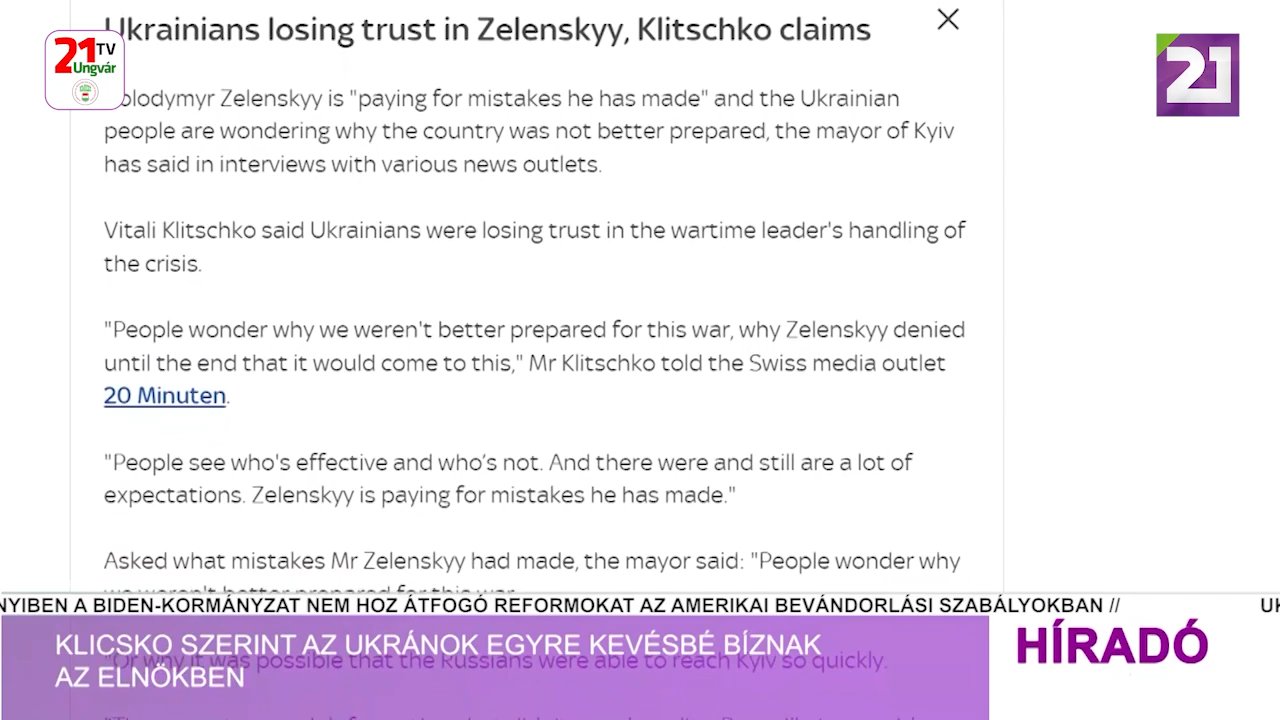 Ukrainians losing trust in Zelenskyy, Klitschko claims
21 TV
Ungvár
21
olodymyr Zelenskyy is "paying for mistakes he has made" and the Ukrainian
people are wondering why the country was not better prepared, the mayor of Kyiv
has said in interviews with various news outlets.
Vitali Klitschko said Ukrainians were losing trust in the wartime leader's handling of
the crisis.
"People wonder why we weren't better prepared for this war, why Zelenskyy denied
until the end that it would come to this," Mr Klitschko told the Swiss media outlet
20 Minuten.
"People see who's effective and who's not. And there were and still are a lot of
expectations. Zelenskyy is paying for mistakes he has made."
Asked what mistakes Mr Zelenskyy had made, the mayor said: "People wonder why
we weren't better prepared for this war.
NYIBEN A BIDEN-KORMÁNYZAT NEM HOZ ÁTFOGÓ REFORMOKAT AZ AMERIKAI BEVÁNDORLÁSI SZABÁLYOKBAN // UK
KLICSKO SZERINT AZ UKRÁNOK EGYRE KEVÉSBÉ BÍZNAK
AZ ELNÖKBEN
HÍRADÓ
"Or why it was possible that the Russians were able to reach Kyiv so quickly.